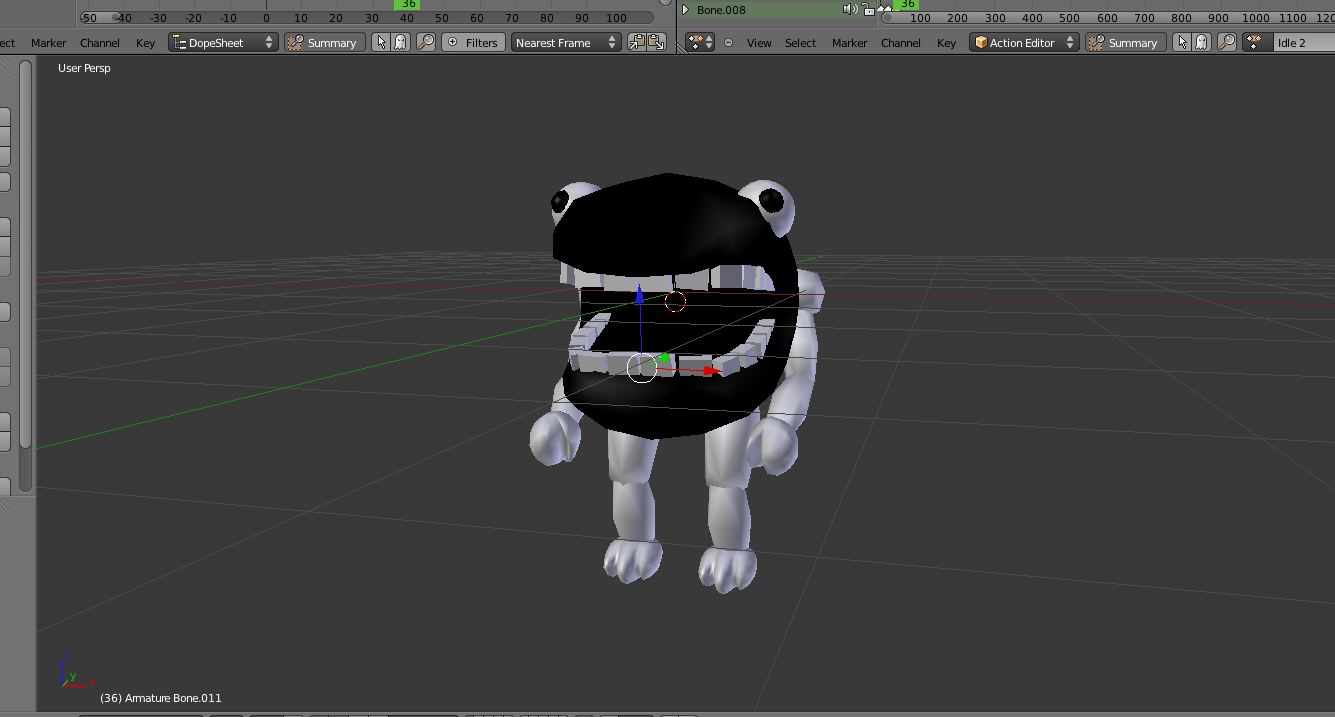 36
-50 -40 -30 -20 -10 0 10 20 30 40 50 60 70 80 90 100
Bone.008
36
100 200 300 400 500 600 700 800 900 1000 1100
ect Marker Channel Key DopeSheet Summary Filters Nearest Frame
View Select Marker Channel Key Action Editor Summary Idle 2
User Persp
y
x
(36) Armature Bone.011